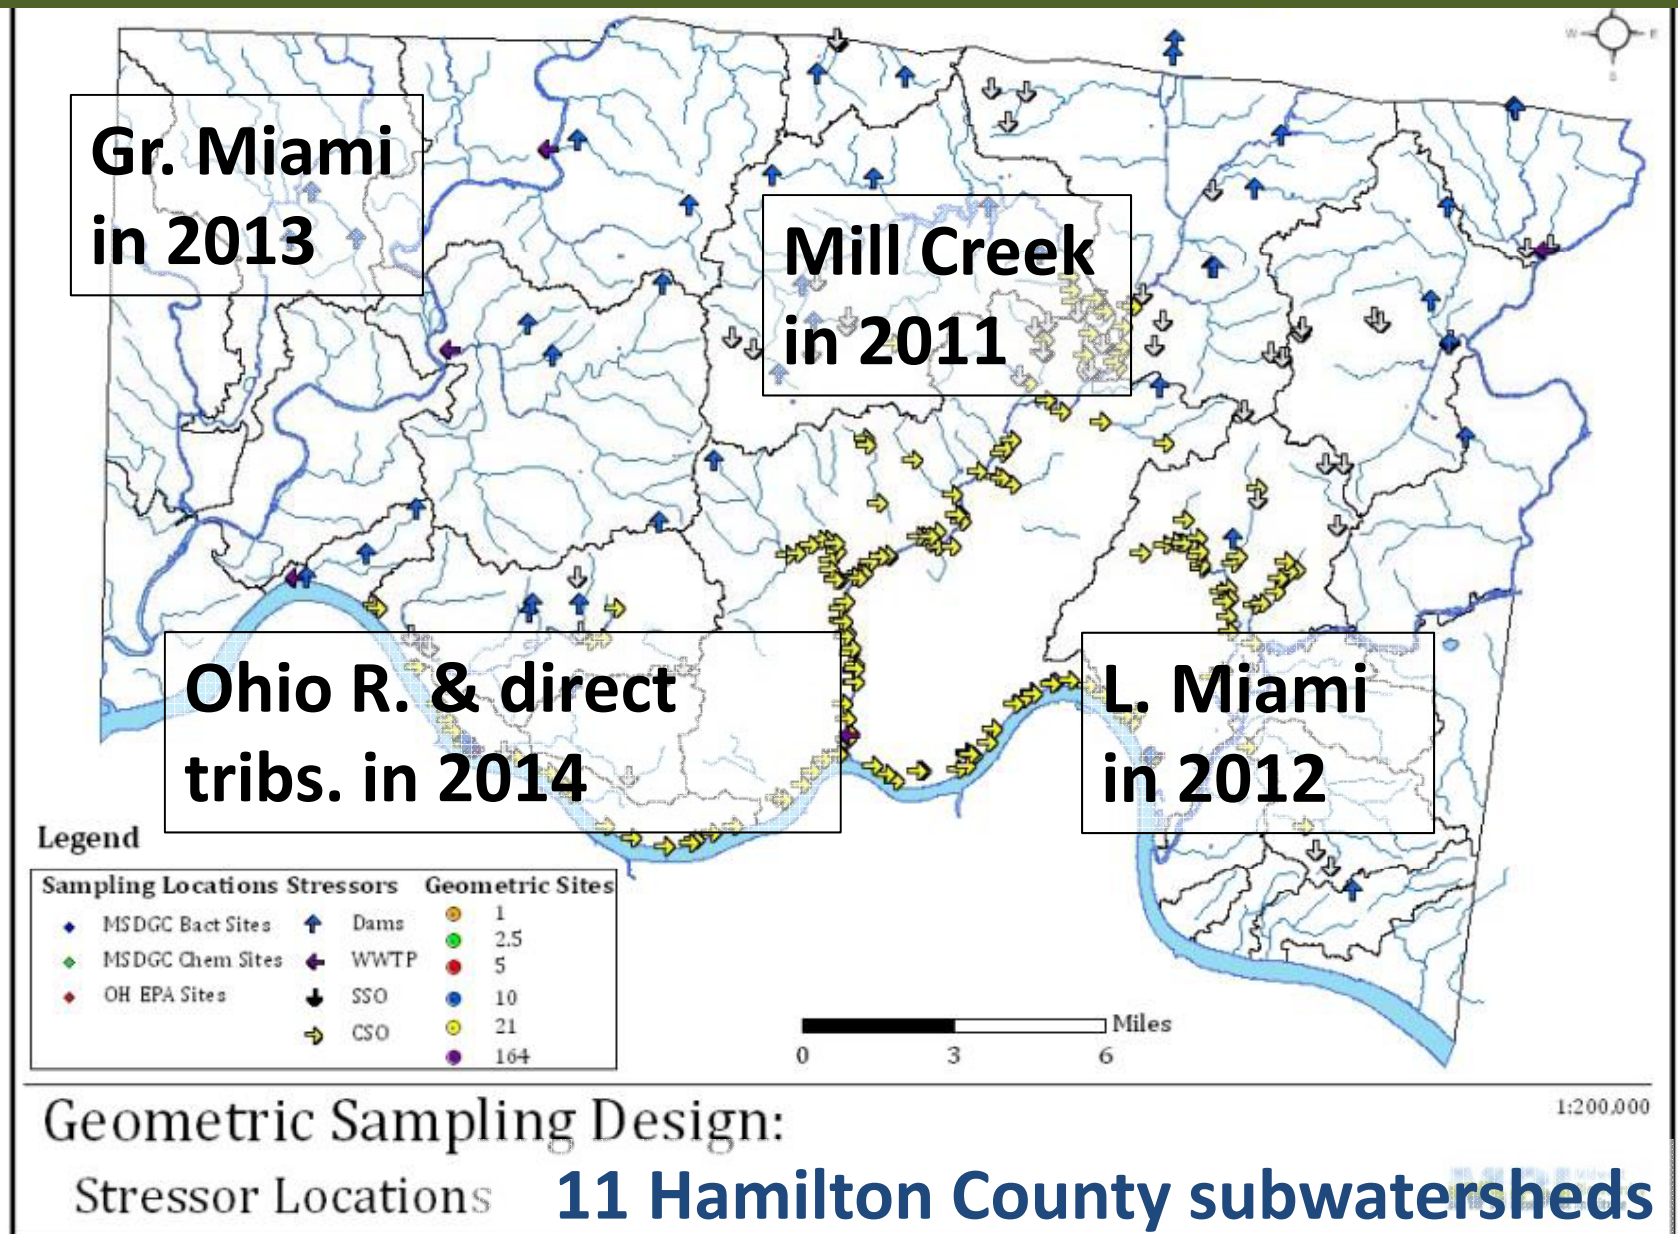 W
E
S
Gr. Miami
in 2013
Mill Creek
in 2011
Ohio R. & direct
tribs. in 2014
L. Miami
in 2012
Legend
Sampling Locations Stressors Geometric Sites
MSDGC Bact Sites Dams 1
MSDGC Chem Sites WWTP 2.5
OH EPA Sites SSO 5
CSO 10
21
164
Miles
0 3 6
1:200,000
Geometric Sampling Design:
Stressor Locations
11 Hamilton County subwatersheds